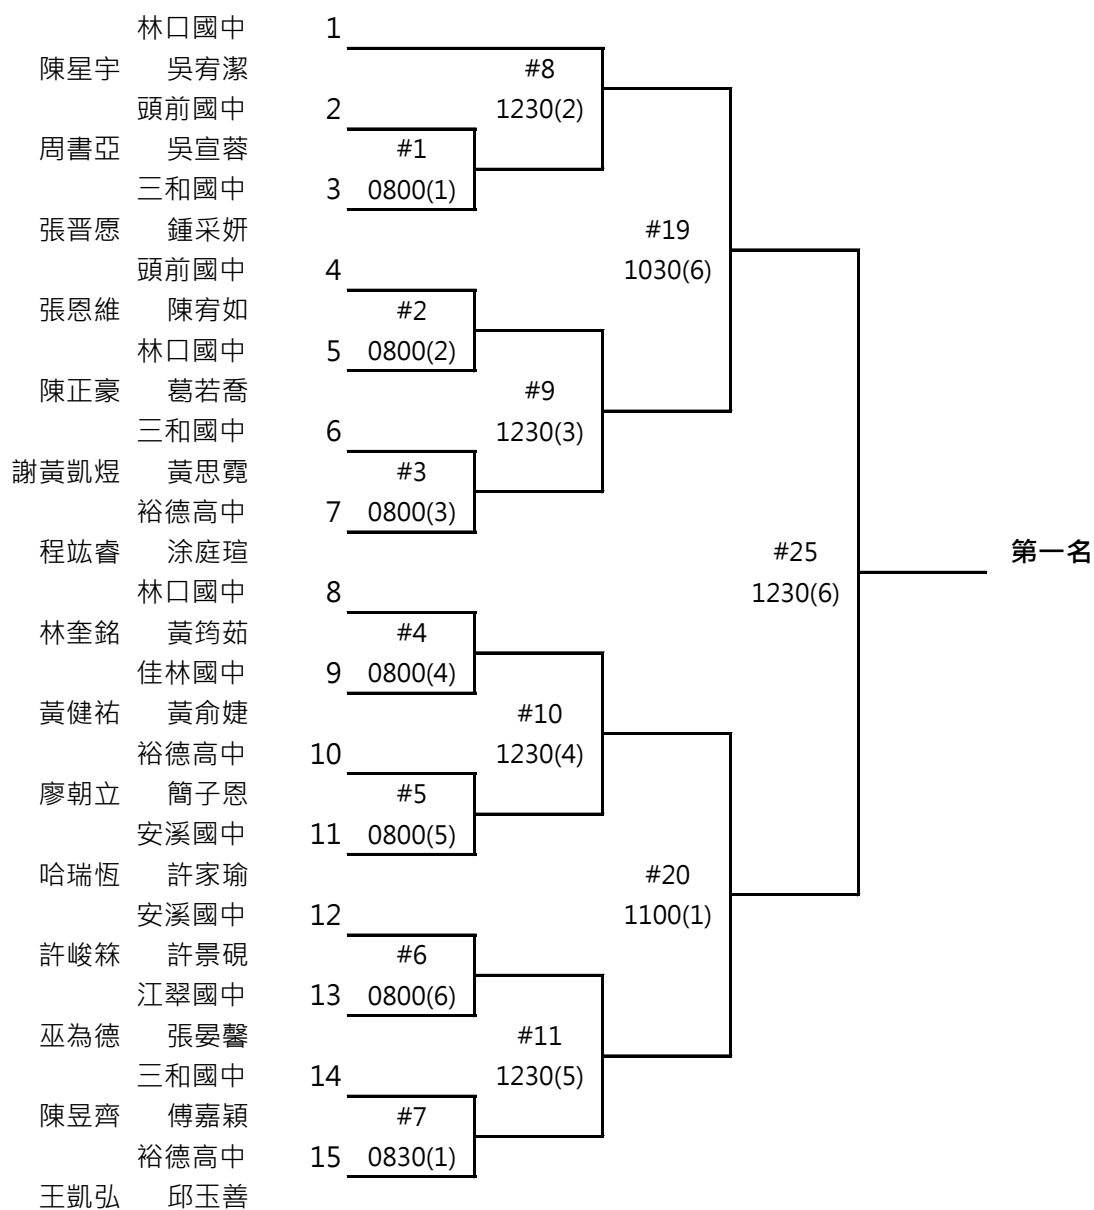 林口國中 1
陳星宇 吳宥潔 #8
頭前國中 2 1230(2)
周書亞 吳宣蓉 #1
三和國中 3 0800(1)
張晋愿 鍾采妍 #19
頭前國中 4 1030(6)
張恩維 陳宥如 #2
林口國中 5 0800(2)
陳正豪 葛若喬 #9
三和國中 6 1230(3)
謝黃凱煜 黃思霓 #3
裕德高中 7 0800(3)
程竑睿 涂庭瑄 #25 第一名
林口國中 8 1230(6)
林奎銘 黃筠茹 #4
佳林國中 9 0800(4)
黃健祐 黃俞婕 #10
裕德高中 10 1230(4)
廖朝立 簡子恩 #5
安溪國中 11 0800(5)
哈瑞恆 許家瑜 #20
安溪國中 12 1100(1)
許峻箖 許景硯 #6
江翠國中 13 0800(6)
巫為德 張晏馨 #11
三和國中 14 1230(5)
陳昱齊 傅嘉穎 #7
裕德高中 15 0830(1)
王凱弘 邱玉善